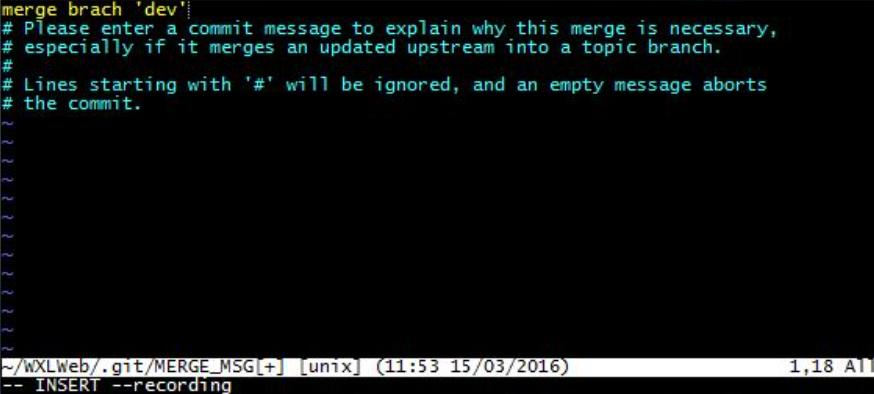 merge brach 'dev'
# Please enter a commit message to explain why this merge is necessary,
# especially if it merges an updated upstream into a topic branch.
#
# Lines starting with '#' will be ignored, and an empty message aborts
# the commit.
~
~
~
~
~
~
~
~
~
~
~
~
~
~/WXLWeb/.git/MERGE_MSG[+] [unix] (11:53 15/03/2016) 1,18 All
-- INSERT --recording